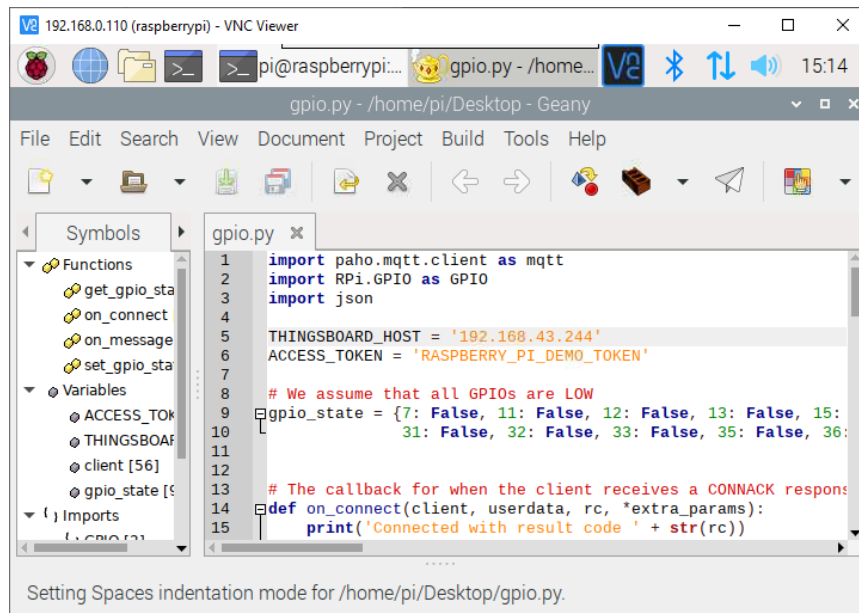 192.168.0.110 (raspberrypi) - VNC Viewer
pi@raspberrypi:... gpio.py - /home... 15:14
gpio.py - /home/pi/Desktop - Geany
File Edit Search View Document Project Build Tools Help
Symbols gpio.py
Functions
get_gpio_sta
on_connect
on_message
set_gpio_sta
Variables
ACCESS_TOK
THINGSBOAR
client [56]
gpio_state [9
Imports
1 import paho.mqtt.client as mqtt
2 import RPi.GPIO as GPIO
3 import json
4
5 THINGSBOARD_HOST = '192.168.43.244'
6 ACCESS_TOKEN = 'RASPBERRY_PI_DEMO_TOKEN'
7
8 # We assume that all GPIOs are LOW
9 gpio_state = {7: False, 11: False, 12: False, 13: False, 15:
10 31: False, 32: False, 33: False, 35: False, 36:
11
12
13 # The callback for when the client receives a CONNACK respons
14 def on_connect(client, userdata, rc, *extra_params):
15 print('Connected with result code ' + str(rc))
Setting Spaces indentation mode for /home/pi/Desktop/gpio.py.